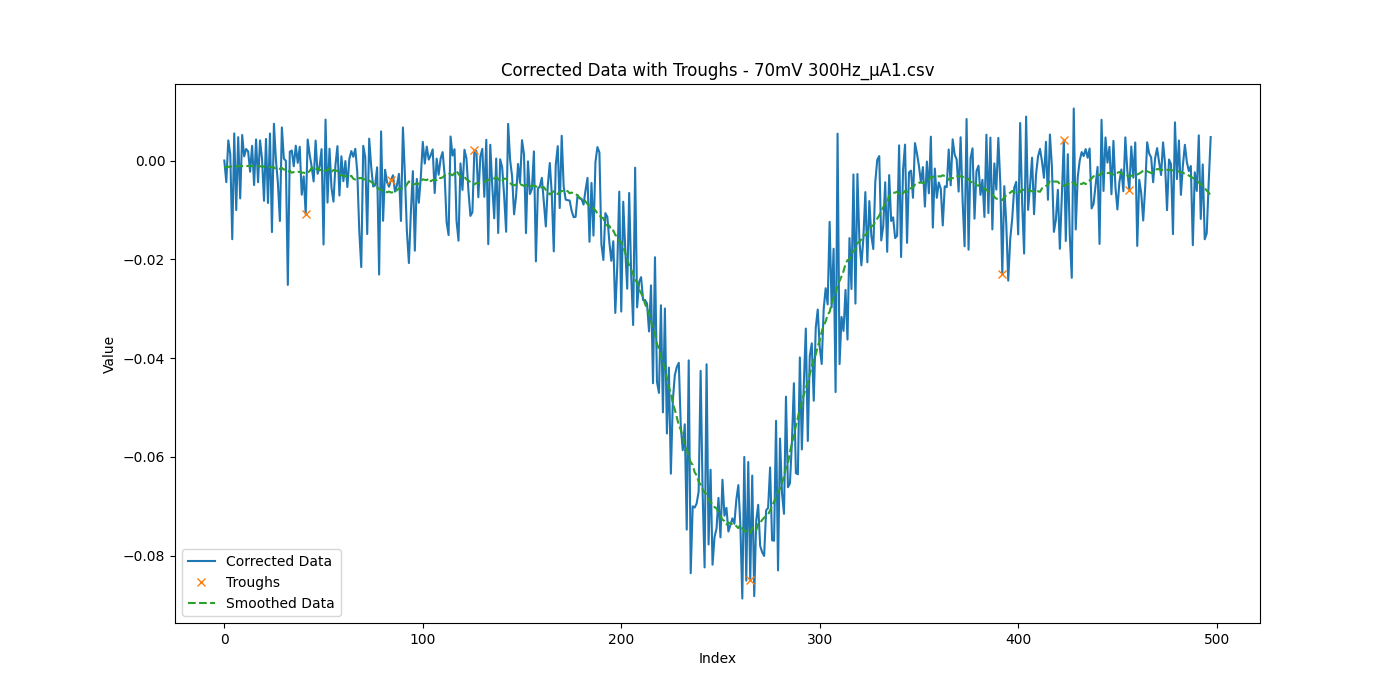 Corrected Data with Troughs - 70mV 300Hz_μA1.csv
Value
0.00
−0.02
−0.04
−0.06
−0.08
Corrected Data
Troughs
Smoothed Data
0 100 200 300 400 500
Index